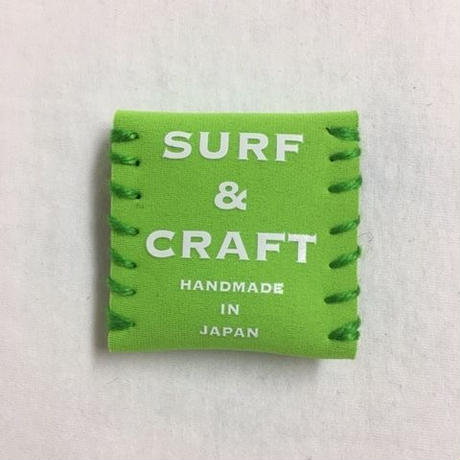 SURF
&
CRAFT
HANDMADE
IN
JAPAN